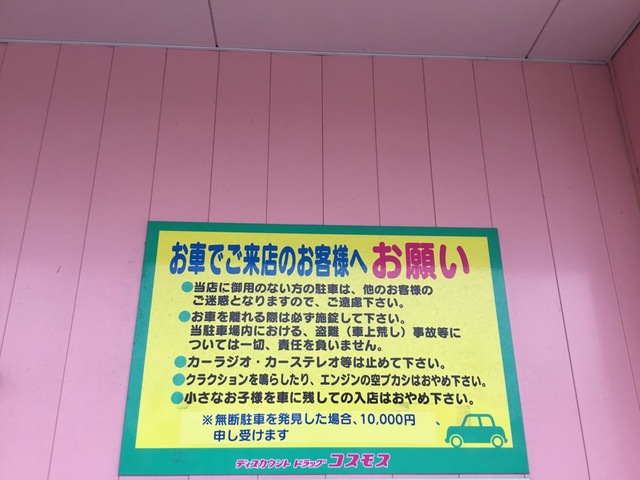 お車でご来店のお客様へ お願い
●当店に御用のない方の駐車は、他のお客様の
ご迷惑となりますので、ご遠慮下さい。
●お車を離れる際は必ず施錠して下さい。
当駐車場内における、盗難（車上荒し）事故等に
ついては一切、責任を負いません。
●カーラジオ・カーステレオ等は止めて下さい。
●クラクションを鳴らしたり、エンジンの空ブカシはおやめ下さい。
●小さなお子様を車に残しての入店はおやめ下さい。
※無断駐車を発見した場合、10,000円 、
申し受けます
ディスカウント ドラッグ コスモス